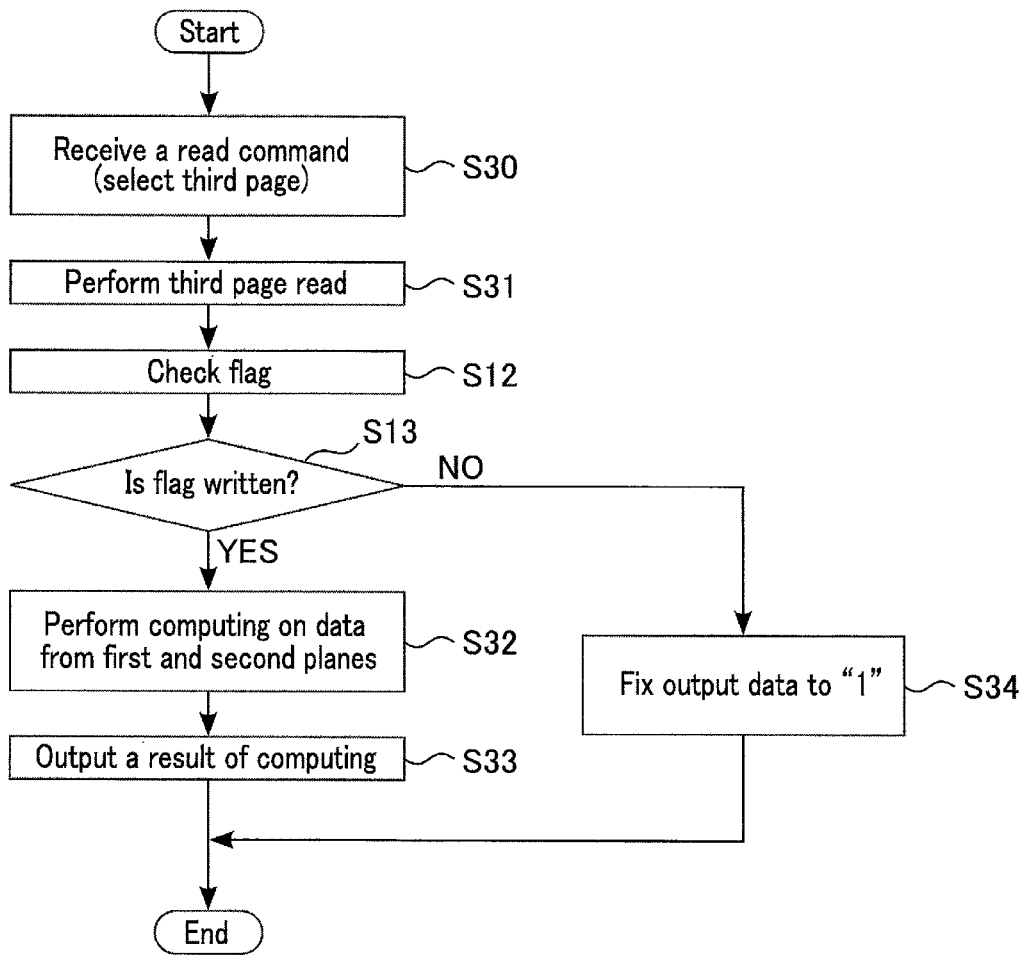 Start
Receive a read command
(select third page)
S30
Perform third page read
S31
Check flag
S12
S13
Is flag written?
NO
YES
Perform computing on data
from first and second planes
S32
Fix output data to “1”
S34
Output a result of computing
S33
End